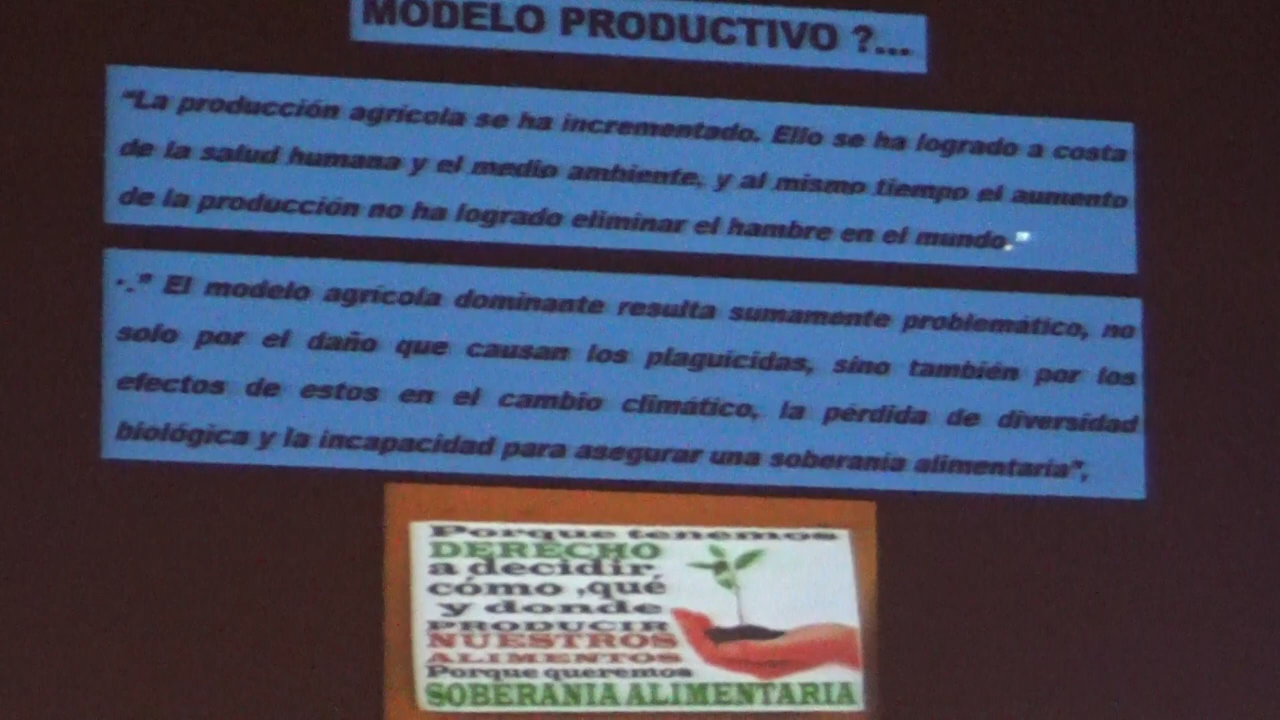 MODELO PRODUCTIVO ?...
“La producción agrícola se ha incrementado. Ello se ha logrado a costa
de la salud humana y el medio ambiente, y al mismo tiempo el aumento
de la producción no ha logrado eliminar el hambre en el mundo.”
·.” El modelo agrícola dominante resulta sumamente problemático, no
solo por el daño que causan los plaguicidas, sino también por los
efectos de estos en el cambio climático, la pérdida de diversidad
biológica y la incapacidad para asegurar una soberanía alimentaria”,
Porque tenemos
DERECHO
a decidir
cómo ,qué
y donde
PRODUCIR
NUESTROS
ALIMENTOS
Porque queremos
SOBERANIA ALIMENTARIA